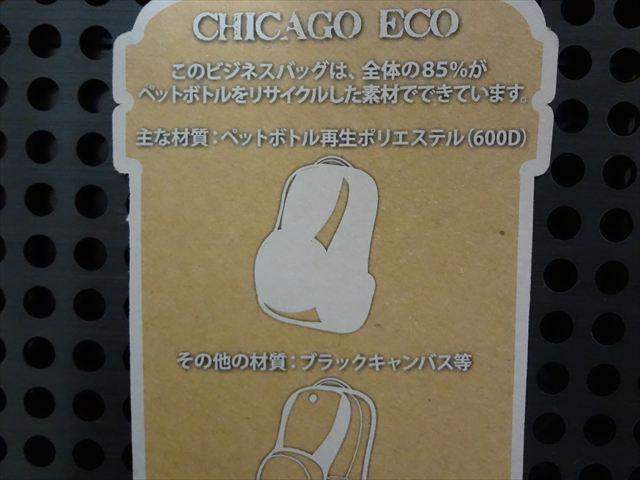 CHICAGO ECO
このビジネスバッグは、全体の85%が
ペットボトルをリサイクルした素材でできています。
主な材質：ペットボトル再生ポリエステル（600D）
その他の材質：ブラックキャンバス等